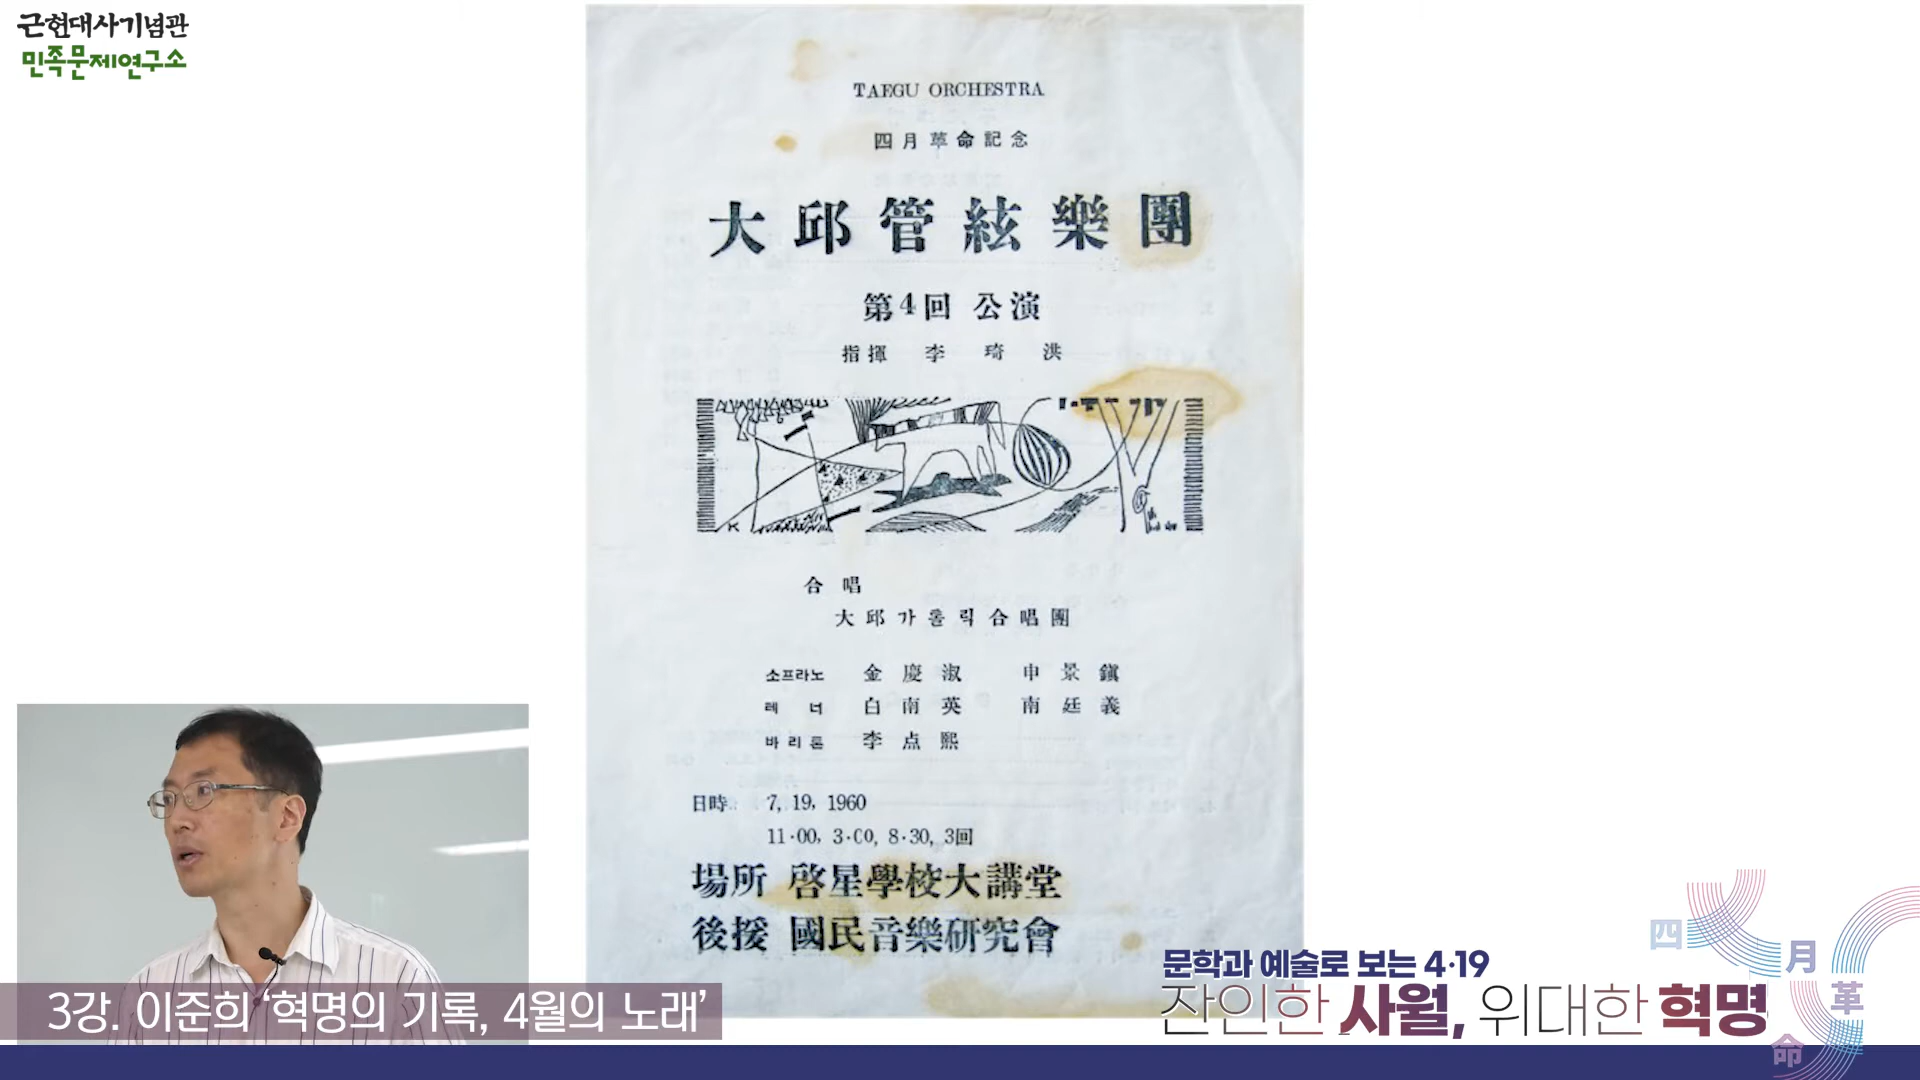 근현대사기념관
민족문제연구소
TAEGU ORCHESTRA
四月革命記念
大邱管絃樂團
第4回 公演
指揮 李琦洪
合唱
大邱가톨릭合唱團
소프라노 金慶淑 申景鎭
테너 白南英 南廷義
바리톤 李点熙
日時 7, 19, 1960
11·00, 3·00, 8·30, 3回
場所 啓星學校大講堂
後援 國民音樂硏究會
3강. 이준희 ‘혁명의 기록, 4월의 노래’
문학과 예술로 보는 4·19
잔인한 사월, 위대한 혁명
四月革命